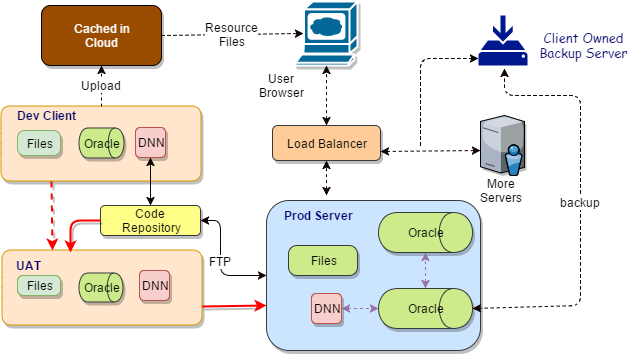 Cached in
Cloud
Resource
Files
User
Browser
Client Owned
Backup Server
Upload
Dev Client
Files
Oracle
DNN
Load Balancer
More
Servers
Code
Repository
backup
Prod Server
Oracle
Files
FTP
UAT
Files
Oracle
DNN
DNN
Oracle